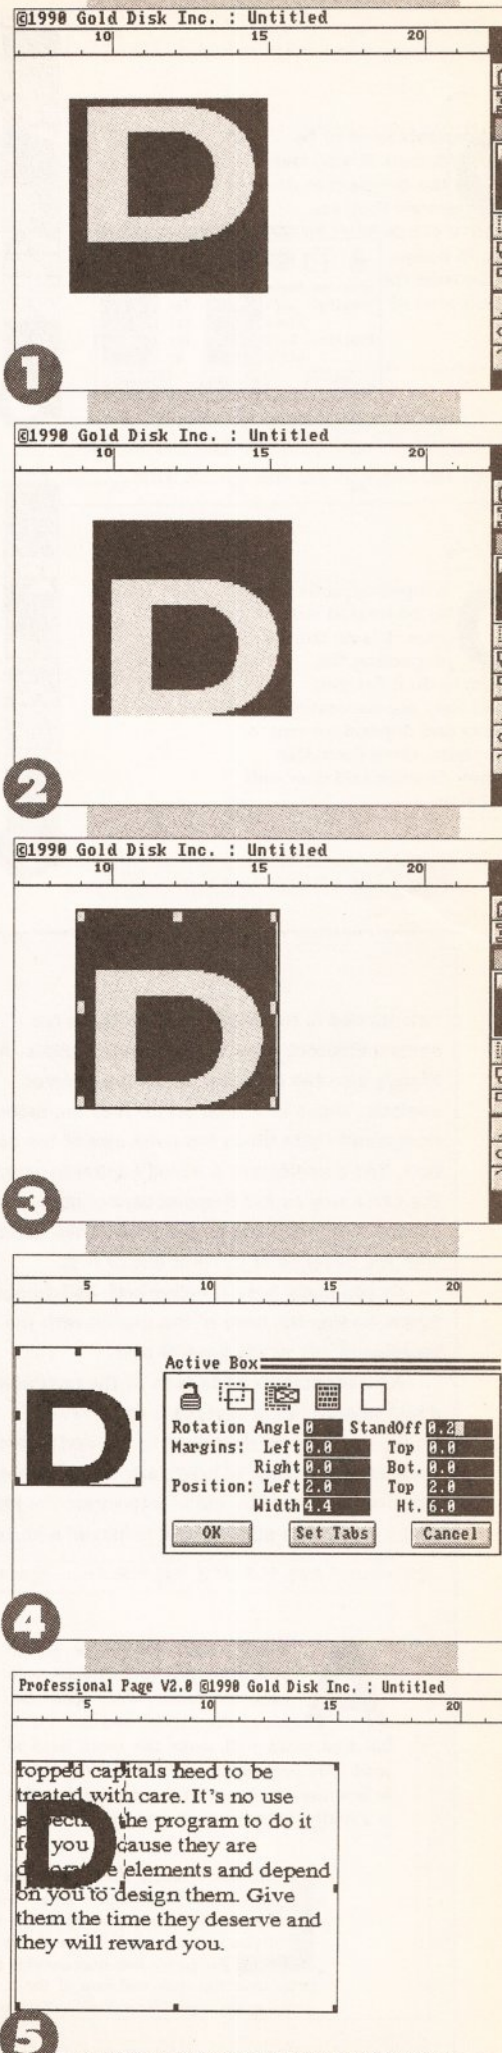 ©1990 Gold Disk Inc. : Untitled
10 15 20
D
1
©1990 Gold Disk Inc. : Untitled
10 15 20
D
2
©1990 Gold Disk Inc. : Untitled
10 15 20
D
3
5 10 15 20
D
Active Box
Rotation Angle 0 StandOff 0.2
Margins: Left 0.0 Top 0.0
Right 0.0 Bot. 0.0
Position: Left 2.0 Top 2.0
Width 4.4 Ht. 6.0
OK Set Tabs Cancel
4
Professional Page V2.0 ©1990 Gold Disk Inc. : Untitled
5 10 15 20
D
ropped capitals need to be
treated with care. It's no use
the program to do it
you cause they are
elements and depend
on you to design them. Give
them the time they deserve and
they will reward you.
5